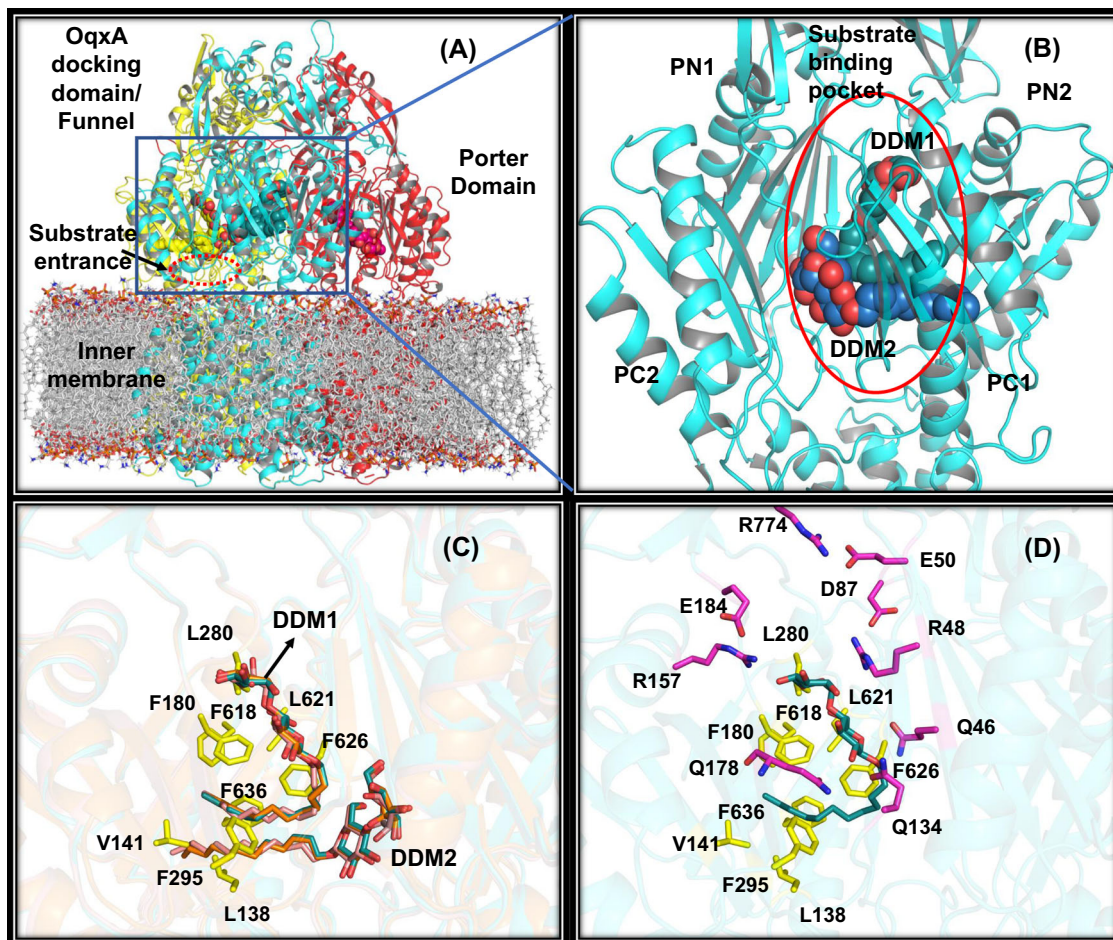 OqxA
docking
domain/
Funnel
(A)
Porter
Domain
Substrate
entrance
Inner
membrane
Substrate
binding
pocket
(B)
PN1
PN2
DDM1
DDM2
PC2
PC1
(C)
L280
DDM1
F180
F618
L621
F626
F636
V141
F295
DDM2
L138
R774
(D)
E50
D87
E184
L280
R48
R157
L621
F618
F180
Q46
Q178
F626
F636
Q134
V141
F295
L138